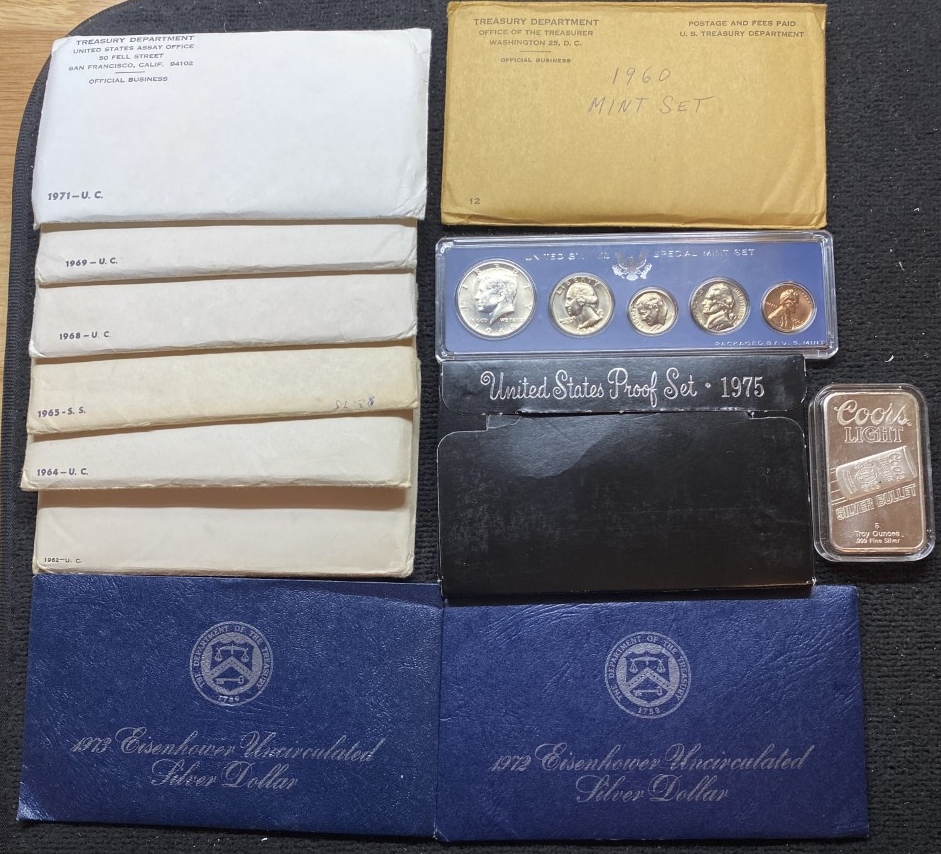 TREASURY DEPARTMENT
UNITED STATES ASSAY OFFICE
50 FELL STREET
SAN FRANCISCO, CALIF. 94102
OFFICIAL BUSINESS
1971-U. C.
1969-U. C.
1968-U. C.
1965-S. S.
1964-U. C.
1962-U. C.
TREASURY DEPARTMENT
OFFICE OF THE TREASURER
WASHINGTON 25, D. C.
OFFICIAL BUSINESS
POSTAGE AND FEES PAID
U. S. TREASURY DEPARTMENT
1960
MINT SET
12
SPECIAL MINT SET
LIBERTY
PACKAGED BY U.S. MINT
United States Proof Set · 1975
Coors
LIGHT
SILVER BULLET
5
Troy Ounces
.999 Fine Silver
THE DEPARTMENT OF THE TREASURY
1789
1973 Eisenhower Uncirculated
Silver Dollar
THE DEPARTMENT OF THE TREASURY
1789
1972 Eisenhower Uncirculated
Silver Dollar